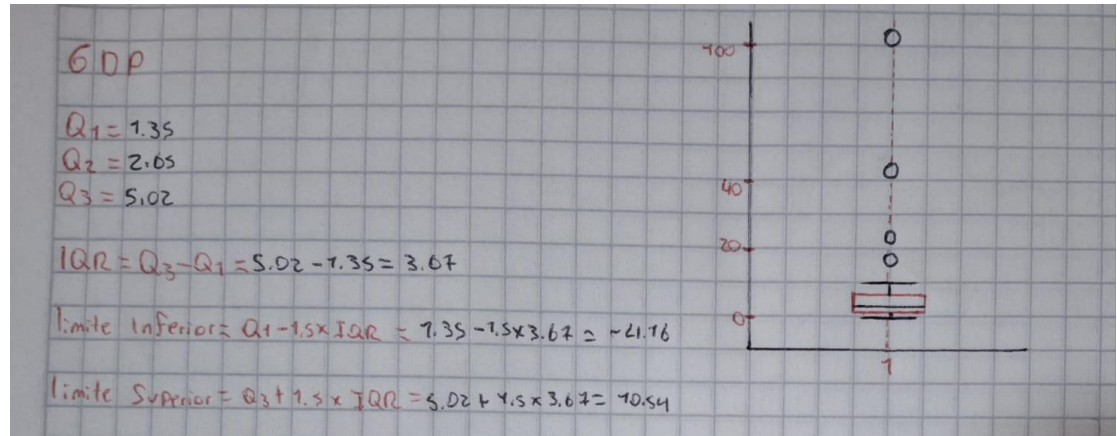 GDP
Q1 = 1.35
Q2 = 2.05
Q3 = 5.02
IQR = Q3-Q1 = 5.02 - 1.35 = 3.67
limite Inferior = Q1-1.5 x IQR = 1.35 - 1.5 x 3.67 = -4.16
limite Superior = Q3 + 1.5 x IQR = 5.02 + 1.5 x 3.67 = 10.54
100
40
20
0
1